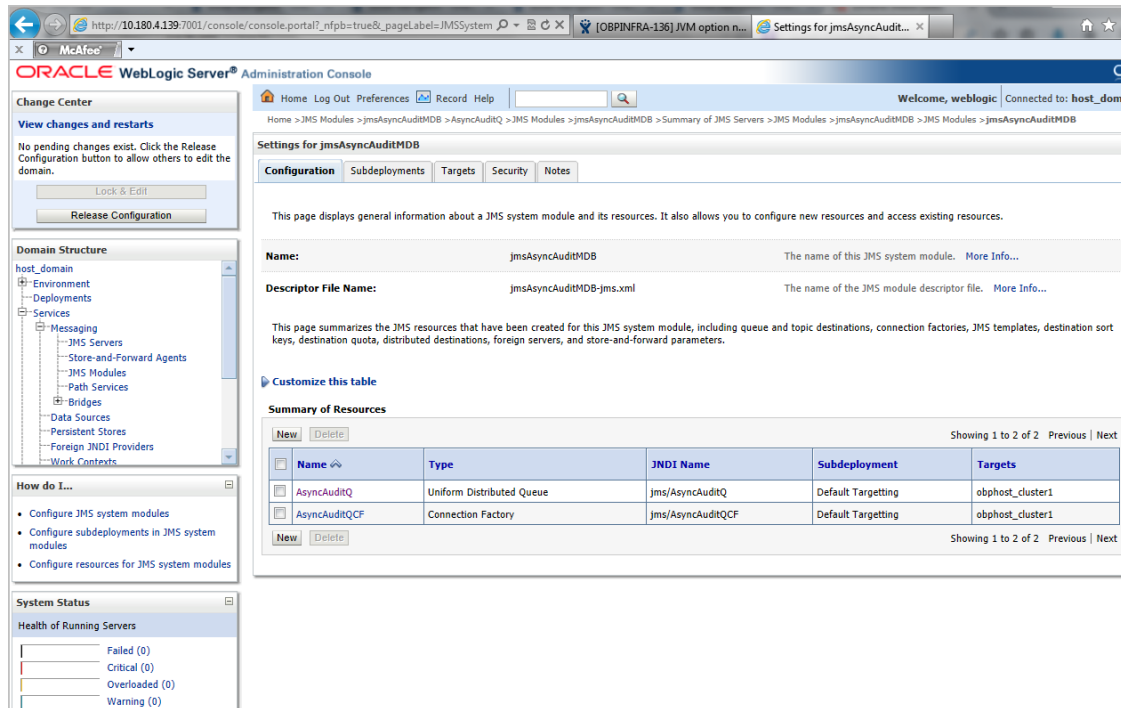 http://10.180.4.139:7001/console/console.portal?_nfpb=true&_pageLabel=JMSSystem
[OBPINFRA-136] JVM option n...
Settings for jmsAsyncAudit...
X McAfee
ORACLE WebLogic Server® Administration Console
Change Center
View changes and restarts
No pending changes exist. Click the Release
Configuration button to allow others to edit the
domain.
Lock & Edit
Release Configuration
Domain Structure
host_domain
Environment
Deployments
Services
Messaging
JMS Servers
Store-and-Forward Agents
JMS Modules
Path Services
Bridges
Data Sources
Persistent Stores
Foreign JNDI Providers
Work Contexts
How do I...
Configure JMS system modules
Configure subdeployments in JMS system
modules
Configure resources for JMS system modules
System Status
Health of Running Servers
Failed (0)
Critical (0)
Overloaded (0)
Warning (0)
Home Log Out Preferences Record Help
Welcome, weblogic Connected to: host_dom
Home >JMS Modules >jmsAsyncAuditMDB >AsyncAuditQ >JMS Modules >jmsAsyncAuditMDB >Summary of JMS Servers >JMS Modules >jmsAsyncAuditMDB >JMS Modules >jmsAsyncAuditMDB
Settings for jmsAsyncAuditMDB
Configuration Subdeployments Targets Security Notes
This page displays general information about a JMS system module and its resources. It also allows you to configure new resources and access existing resources.
Name: jmsAsyncAuditMDB The name of this JMS system module. More Info...
Descriptor File Name: jmsAsyncAuditMDB-jms.xml The name of the JMS module descriptor file. More Info...
This page summarizes the JMS resources that have been created for this JMS system module, including queue and topic destinations, connection factories, JMS templates, destination sort
keys, destination quota, distributed destinations, foreign servers, and store-and-forward parameters.
Customize this table
Summary of Resources
New Delete Showing 1 to 2 of 2 Previous | Next
Name Type JNDI Name Subdeployment Targets
AsyncAuditQ Uniform Distributed Queue jms/AsyncAuditQ Default Targetting obphost_cluster1
AsyncAuditQCF Connection Factory jms/AsyncAuditQCF Default Targetting obphost_cluster1
New Delete Showing 1 to 2 of 2 Previous | Next